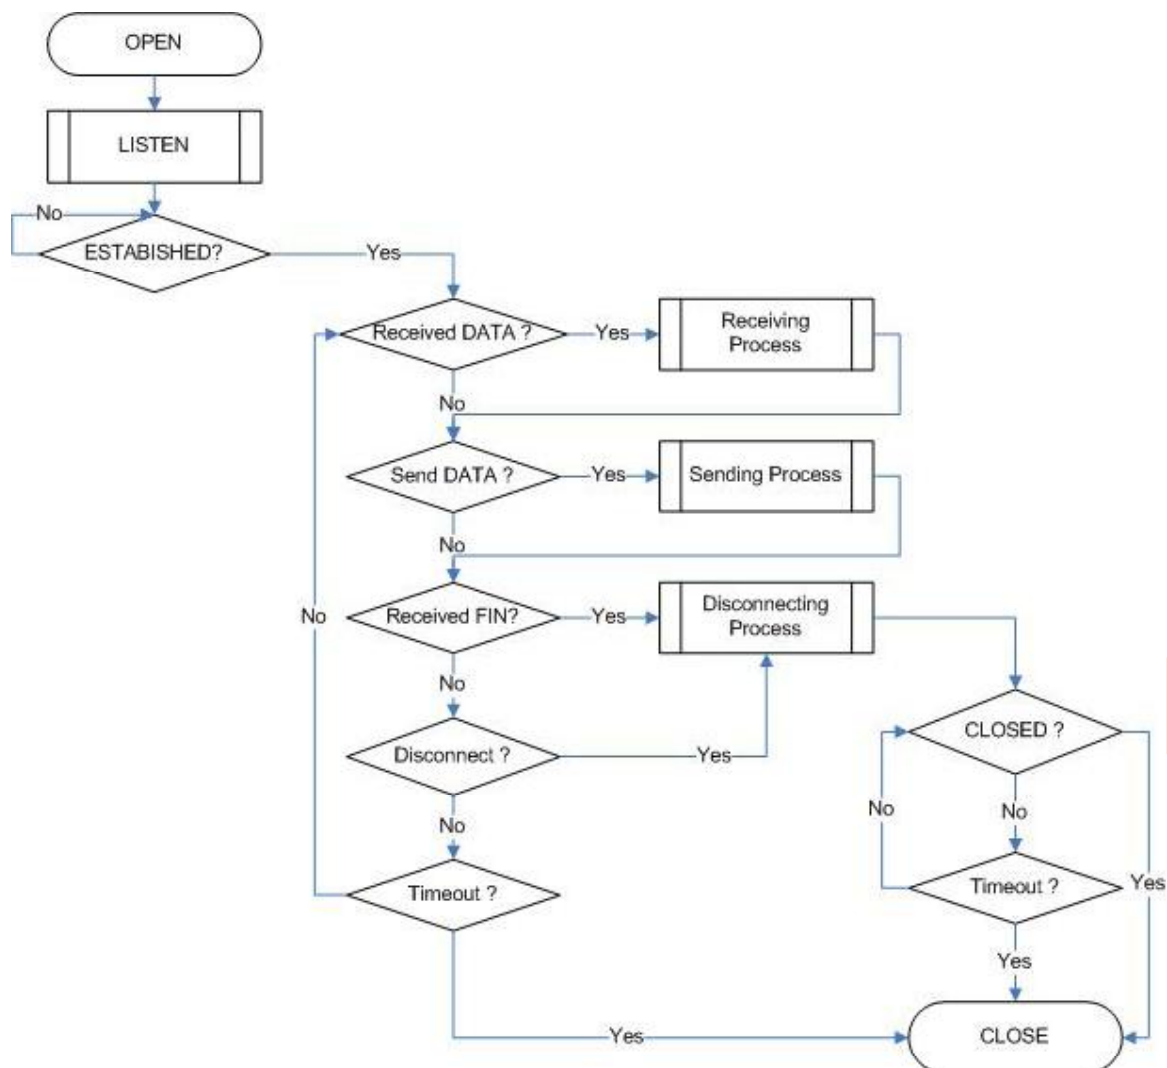 OPEN
LISTEN
No
ESTABISHED?
Yes
Received DATA ?
Yes
Receiving
Process
No
Send DATA ?
Yes
Sending Process
No
Received FIN?
Yes
Disconnecting
Process
No
No
Disconnect ?
Yes
CLOSED ?
No
No
No
Timeout ?
Timeout ?
Yes
Yes
Yes
CLOSE